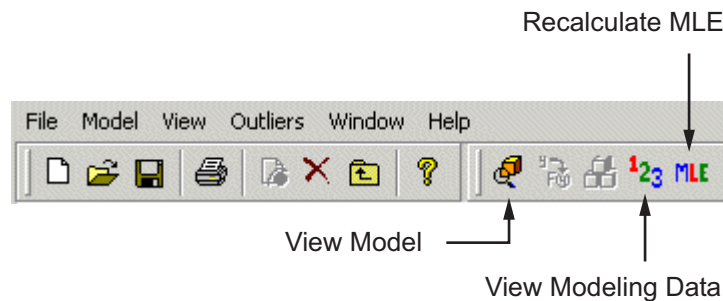 Recalculate MLE
File Model View Outliers Window Help
y F(y) 123 MLE
View Model
View Modeling Data